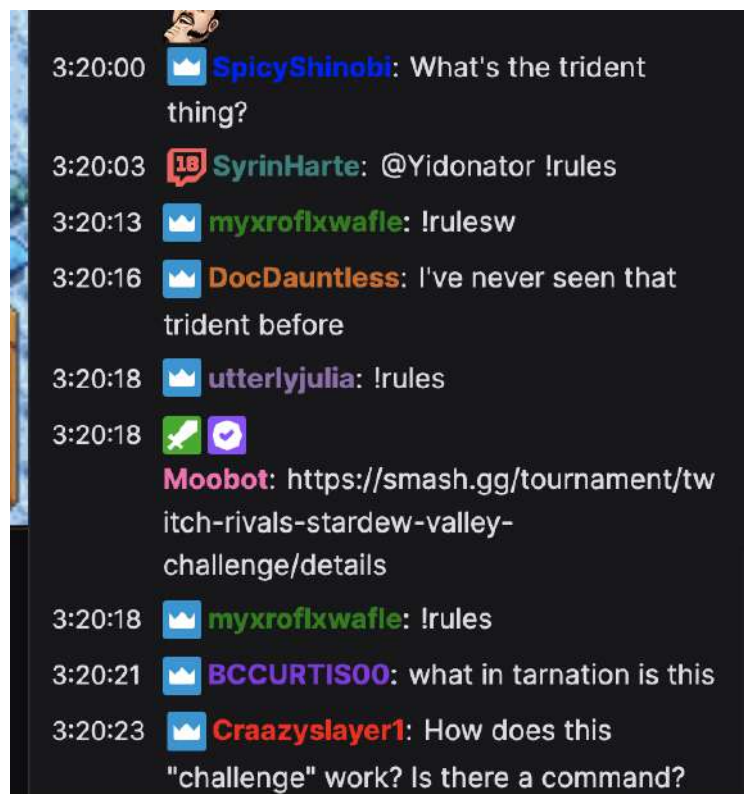 3:20:00 SpicyShinobi: What's the trident
thing?
3:20:03 18 SyrinHarte: @Yidonator !rules
3:20:13 myxroflxwafle: !rulesw
3:20:16 DocDauntless: I've never seen that
trident before
3:20:18 utterlyjulia: !rules
3:20:18
Moobot: https://smash.gg/tournament/tw
itch-rivals-stardew-valley-
challenge/details
3:20:18 myxroflxwafle: !rules
3:20:21 BCCURTIS00: what in tarnation is this
3:20:23 Craazyslayer1: How does this
"challenge" work? Is there a command?